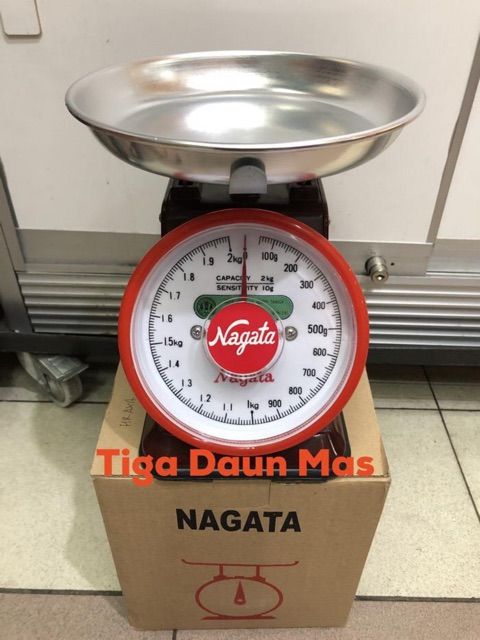 2kg 0 100g
1.9 200
1.8 300
1.7 400
1.6 500g
1.5kg 600
1.4 700
1.3 800
1.2 900
1.1 1kg
CAPACITY 2kg
SENSITIVITY 10g
Nagata
Nagata
Tiga Daun Mas
NAGATA